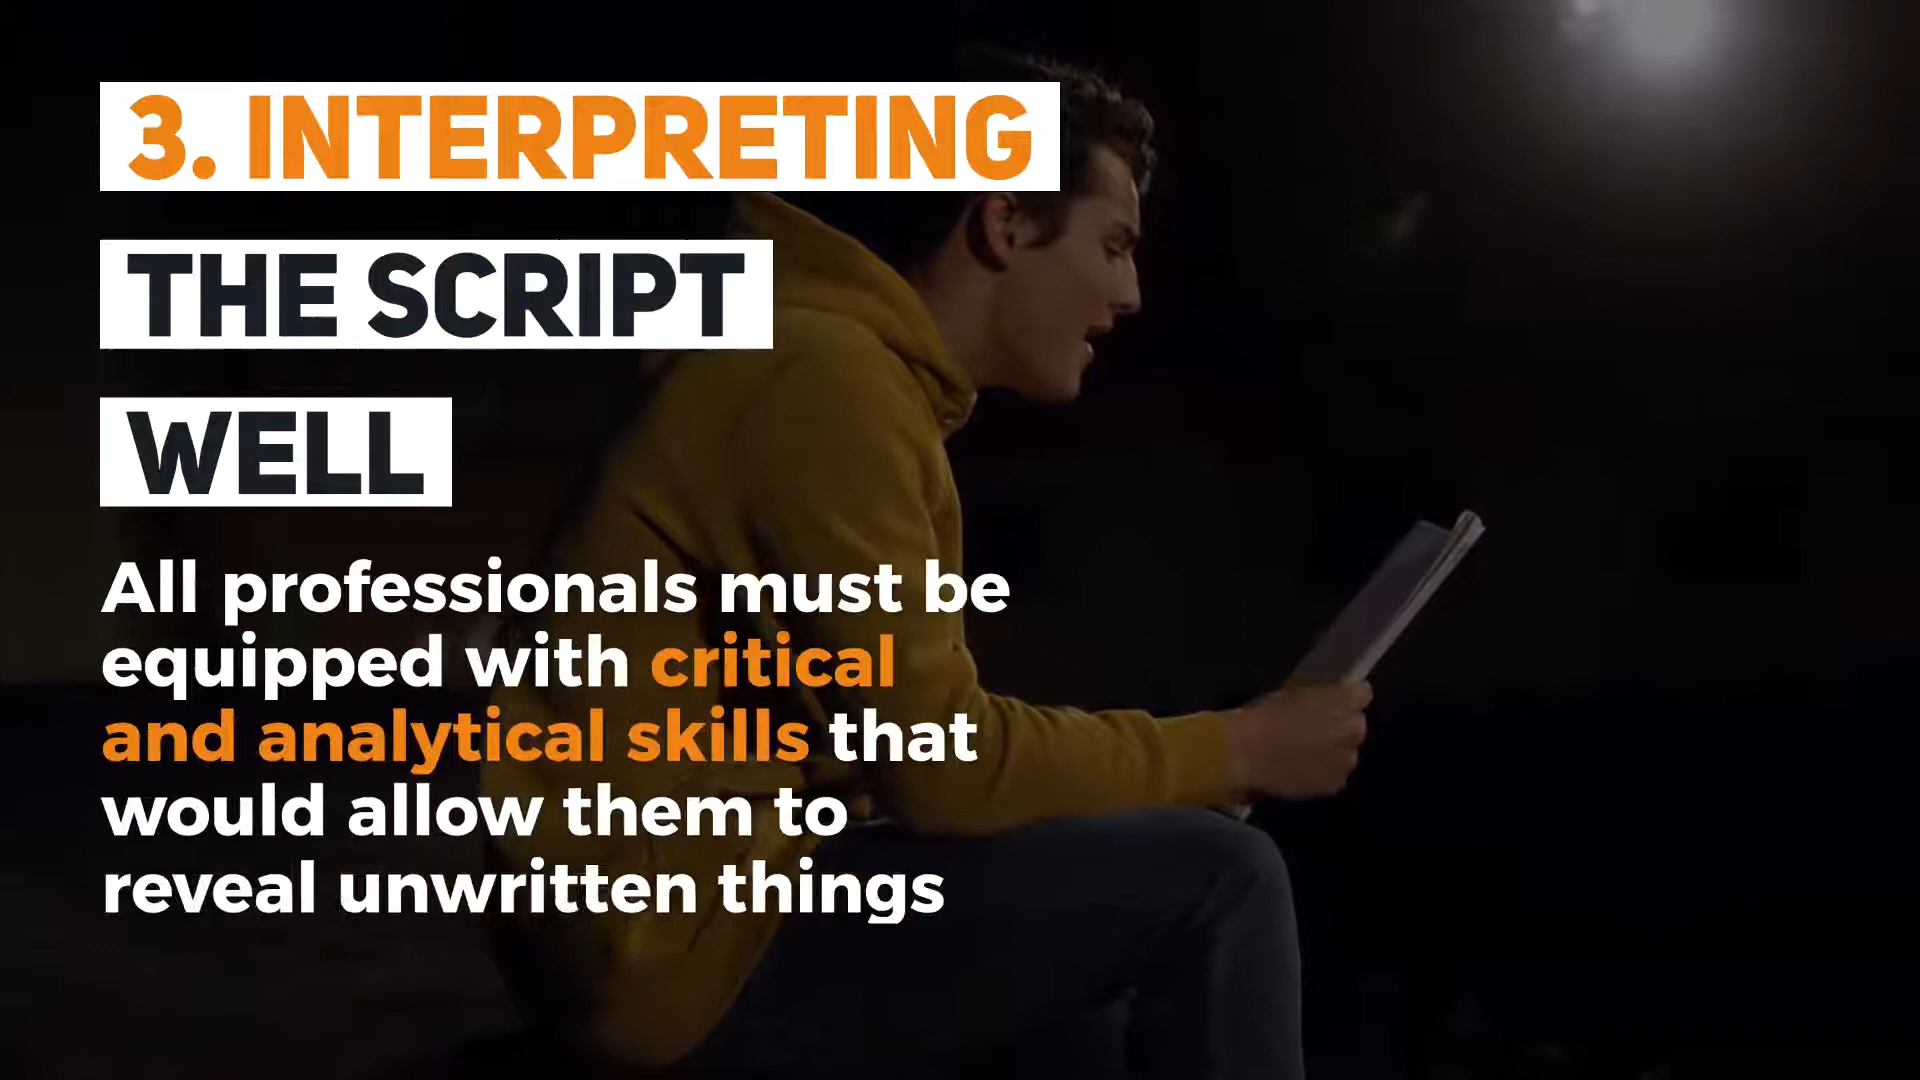 3. INTERPRETING
THE SCRIPT
WELL
All professionals must be
equipped with critical
and analytical skills that
would allow them to
reveal unwritten things